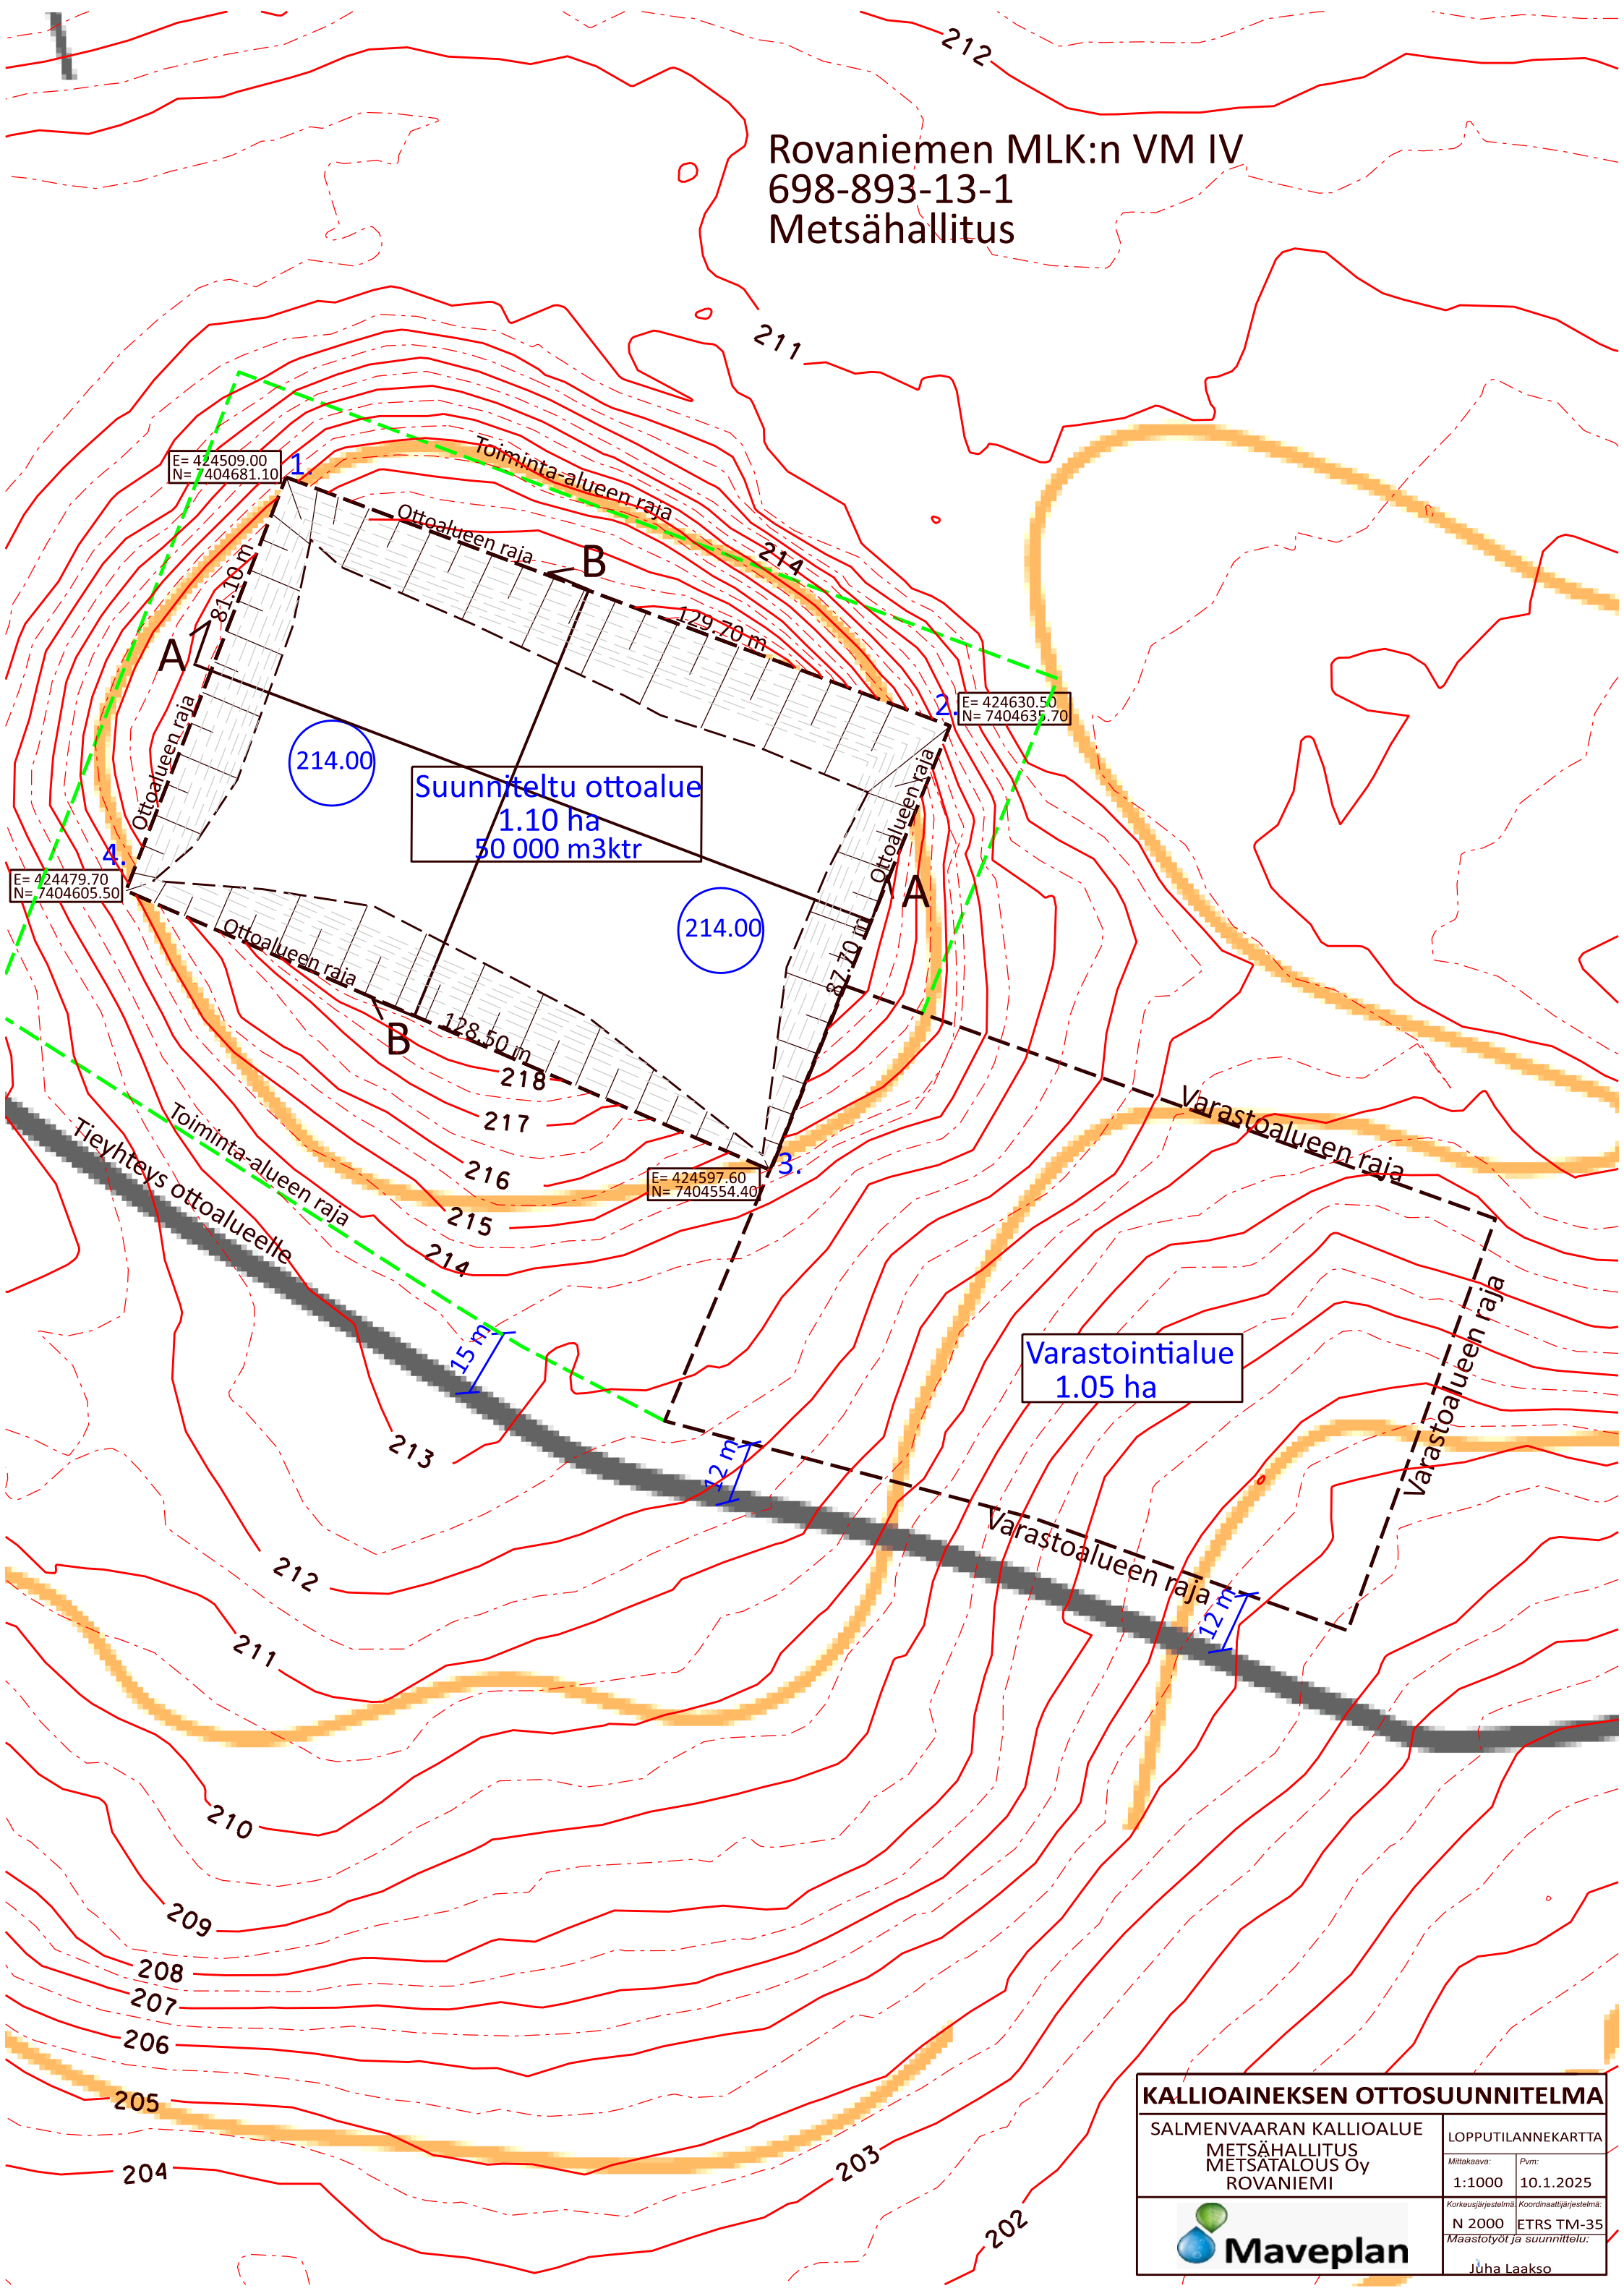 212
Rovaniemen MLK:n VM IV
698-893-13-1
Metsähallitus
211
Toiminta-alueen raja
E= 424509.00
N= 7404681.10
1.
Ottoalueen raja
B
214
81.10 m
129.70 m
A
2.
E= 424630.50
N= 7404635.70
Ottoalueen raja
214.00
Suunniteltu ottoalue
1.10 ha
50 000 m3ktr
Ottoalueen raja
4.
E= 424479.70
N= 7404605.50
A
214.00
Ottoalueen raja
87.70 m
B
128.50 m
218
217
216
215
214
3.
E= 424597.60
N= 7404554.40
Varastoalueen raja
Toiminta-alueen raja
Tieyhteys ottoalueelle
15 m
Varastointialue
1.05 ha
Varastoalueen raja
213
12 m
Varastoalueen raja
12 m
212
211
210
209
208
207
206
205
204
203
202
KALLIOAINEKSEN OTTOSUUNNITELMA
SALMENVAARAN KALLIOALUE
METSÄHALLITUS
METSÄTALOUS Oy
ROVANIEMI
LOPPUTILANNEKARTTA
Mittakaava:
1:1000
Pvm:
10.1.2025
Korkeusjärjestelmä:
N 2000
Koordinaattijärjestelmä:
ETRS TM-35
Maastotyöt ja suunnittelu:
Juha Laakso
Maveplan